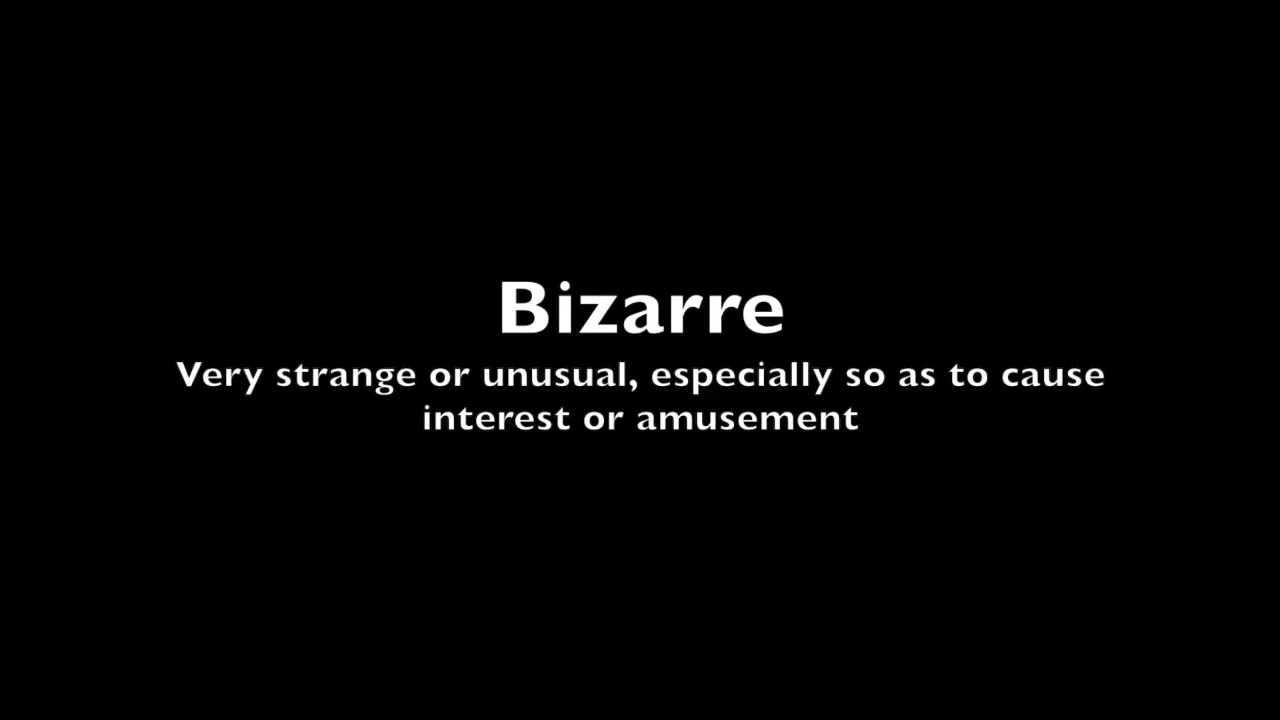 Bizarre
Very strange or unusual, especially so as to cause
interest or amusement